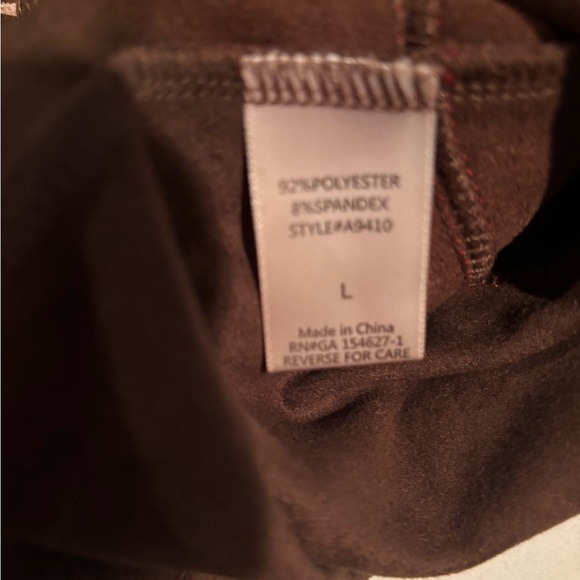 92%POLYESTER
8%SPANDEX
STYLE#A9410
L
Made in China
RN#GA 154627-1
REVERSE FOR CARE